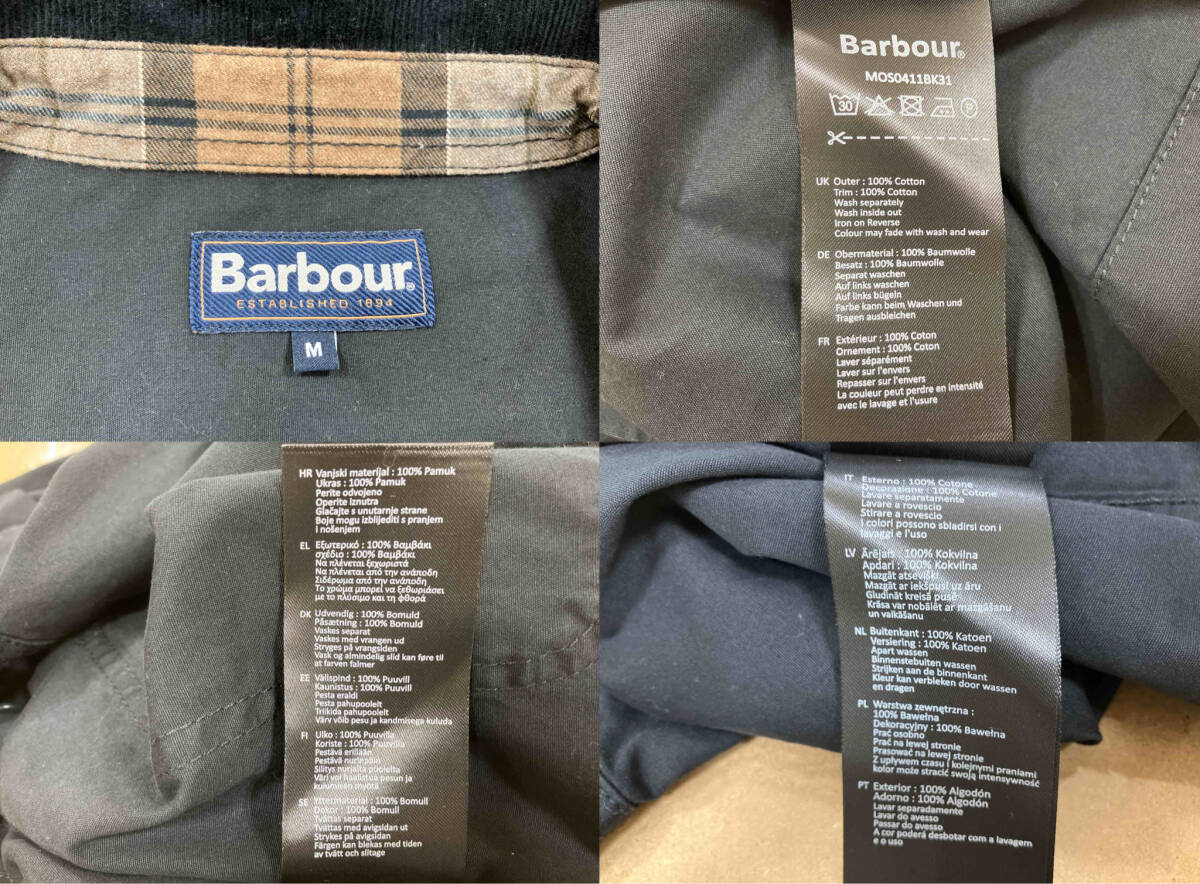 Barbour®
ESTABLISHED 1894
M
Barbour®
MOS0411BK31
30
P
UK Outer : 100% Cotton
Trim : 100% Cotton
Wash separately
Wash inside out
Iron on Reverse
Colour may fade with wash and wear
DE Obermaterial : 100% Baumwolle
Besatz : 100% Baumwolle
Separat waschen
Auf links waschen
Auf links bügeln
Farbe kann beim Waschen und
Tragen ausbleichen
FR Extérieur : 100% Coton
Ornement : 100% Coton
Laver séparément
Laver sur l'envers
Repasser sur l'envers
La couleur peut perdre en intensité
avec le lavage et l'usure
HR Vanjski materijal : 100% Pamuk
Ukras : 100% Pamuk
Perite odvojeno
Operite iznutra
Glačajte s unutarnje strane
Boje mogu izblijediti s pranjem
i nošenjem
EL Εξωτερικό : 100% Βαμβάκι
σχέδιο : 100% Βαμβάκι
Να πλένεται ξεχωριστά
Να πλένεται από την ανάποδη
Σιδέρωμα από την ανάποδη
Το χρώμα μπορεί να ξεθωριάσει
με το πλύσιμο και τη φθορά
DK Udvendig : 100% Bomuld
Påsætning : 100% Bomuld
Vaskes separat
Vaskes med vrangen ud
Stryges på vrangsiden
Vask og almindelig slid kan føre til
at farven falmer
EE Välispind : 100% Puuvill
Kaunistus : 100% Puuvill
Pesta eraldi
Pesta pahupoolelt
Triikida pahupoolelt
Värv võib pesu ja kandmisega kuluda
FI Ulko : 100% Puuvilla
Koriste : 100% Puuvilla
Pestävä erillään
Pestävä nurinpäin
Silitys nurjalta puolelta
Väri voi haalistua pesun ja
kulumisen myötä
SE Yttermaterial : 100% Bomull
Dekor : 100% Bomull
Tvättas separat
Tvättas med avigsidan ut
Strykes på avigsidan
Färgen kan blekas med tiden
av tvätt och slitage
IT Esterno : 100% Cotone
Decorazione : 100% Cotone
Lavare separatamente
Lavare a rovescio
Stirare a rovescio
I colori possono sbiadirsi con i
lavaggi e l'uso
LV Ārējais : 100% Kokvilna
Apdari : 100% Kokvilna
Mazgāt atsevišķi
Mazgāt ar iekšpusi uz āru
Gludināt kreisā pusē
Krāsa var nobālēt ar mazgāšanu
un valkāšanu
NL Buitenkant : 100% Katoen
Versiering : 100% Katoen
Apart wassen
Binnenstebuiten wassen
Strijken aan de binnenkant
Kleur kan verbleken door wassen
en dragen
PL Warstwa zewnętrzna :
100% Bawełna
Dekoracyjny : 100% Bawełna
Prać osobno
Prać na lewej stronie
Prasować na lewej stronie
Z upływem czasu i kolejnymi praniami
kolor może stracić swoją intensywność
PT Exterior : 100% Algodón
Adorno : 100% Algodón
Lavar separadamente
Lavar do avesso
Passar do avesso
A cor poderá desbotar com a lavagem
e o uso